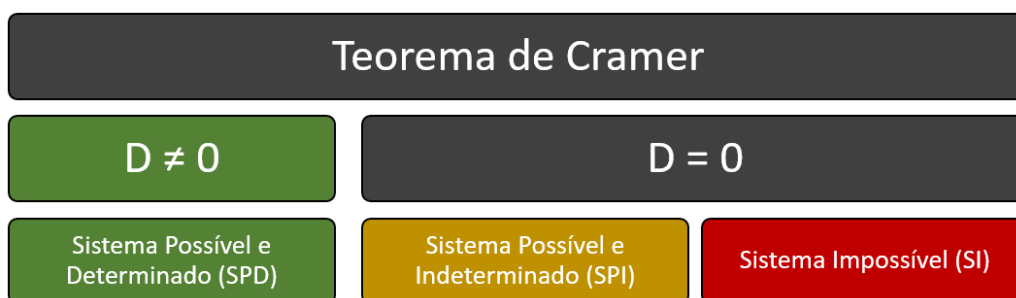 Teorema de Cramer
D ≠ 0
D = 0
Sistema Possível e
Determinado (SPD)
Sistema Possível e
Indeterminado (SPI)
Sistema Impossível (SI)